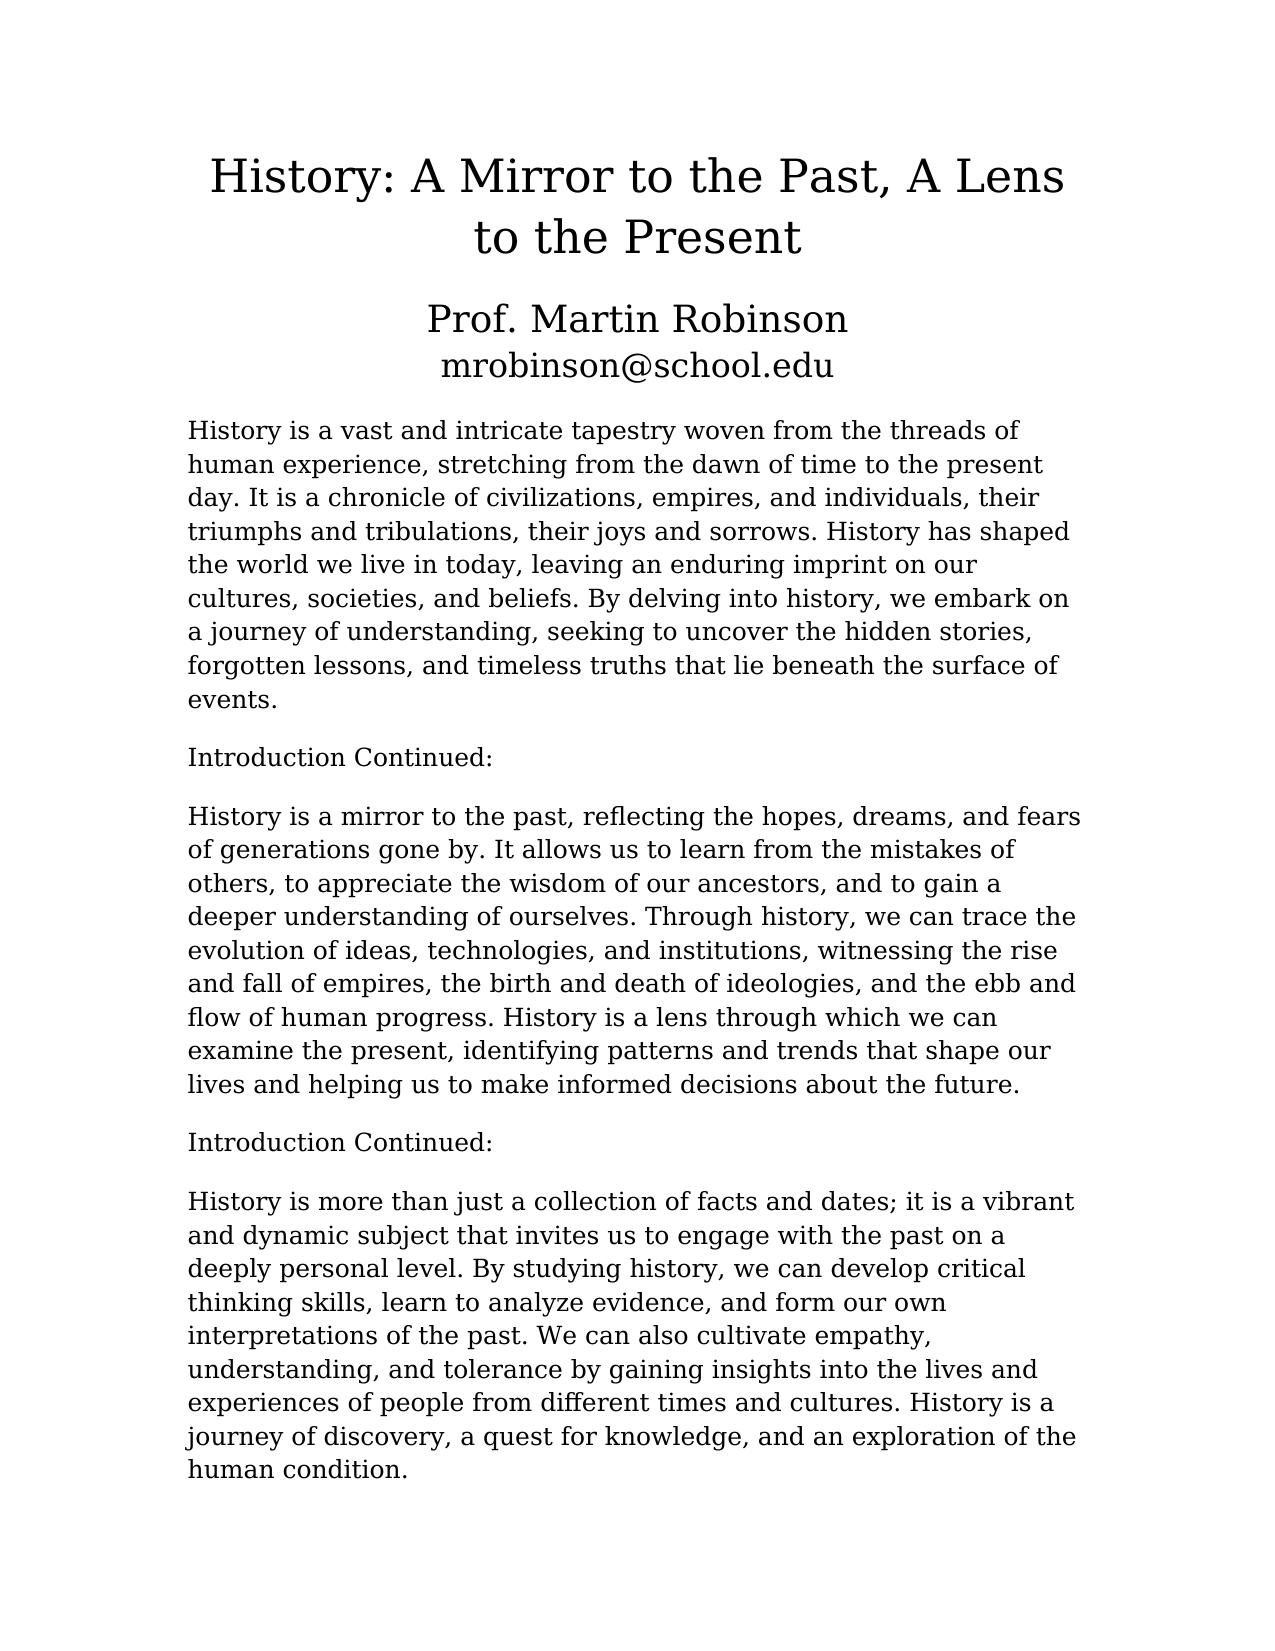 History: A Mirror to the Past, A Lens
to the Present
Prof. Martin Robinson
mrobinson@school.edu
History is a vast and intricate tapestry woven from the threads of
human experience, stretching from the dawn of time to the present
day. It is a chronicle of civilizations, empires, and individuals, their
triumphs and tribulations, their joys and sorrows. History has shaped
the world we live in today, leaving an enduring imprint on our
cultures, societies, and beliefs. By delving into history, we embark on
a journey of understanding, seeking to uncover the hidden stories,
forgotten lessons, and timeless truths that lie beneath the surface of
events.
Introduction Continued:
History is a mirror to the past, reflecting the hopes, dreams, and fears
of generations gone by. It allows us to learn from the mistakes of
others, to appreciate the wisdom of our ancestors, and to gain a
deeper understanding of ourselves. Through history, we can trace the
evolution of ideas, technologies, and institutions, witnessing the rise
and fall of empires, the birth and death of ideologies, and the ebb and
flow of human progress. History is a lens through which we can
examine the present, identifying patterns and trends that shape our
lives and helping us to make informed decisions about the future.
Introduction Continued:
History is more than just a collection of facts and dates; it is a vibrant
and dynamic subject that invites us to engage with the past on a
deeply personal level. By studying history, we can develop critical
thinking skills, learn to analyze evidence, and form our own
interpretations of the past. We can also cultivate empathy,
understanding, and tolerance by gaining insights into the lives and
experiences of people from different times and cultures. History is a
journey of discovery, a quest for knowledge, and an exploration of the
human condition.